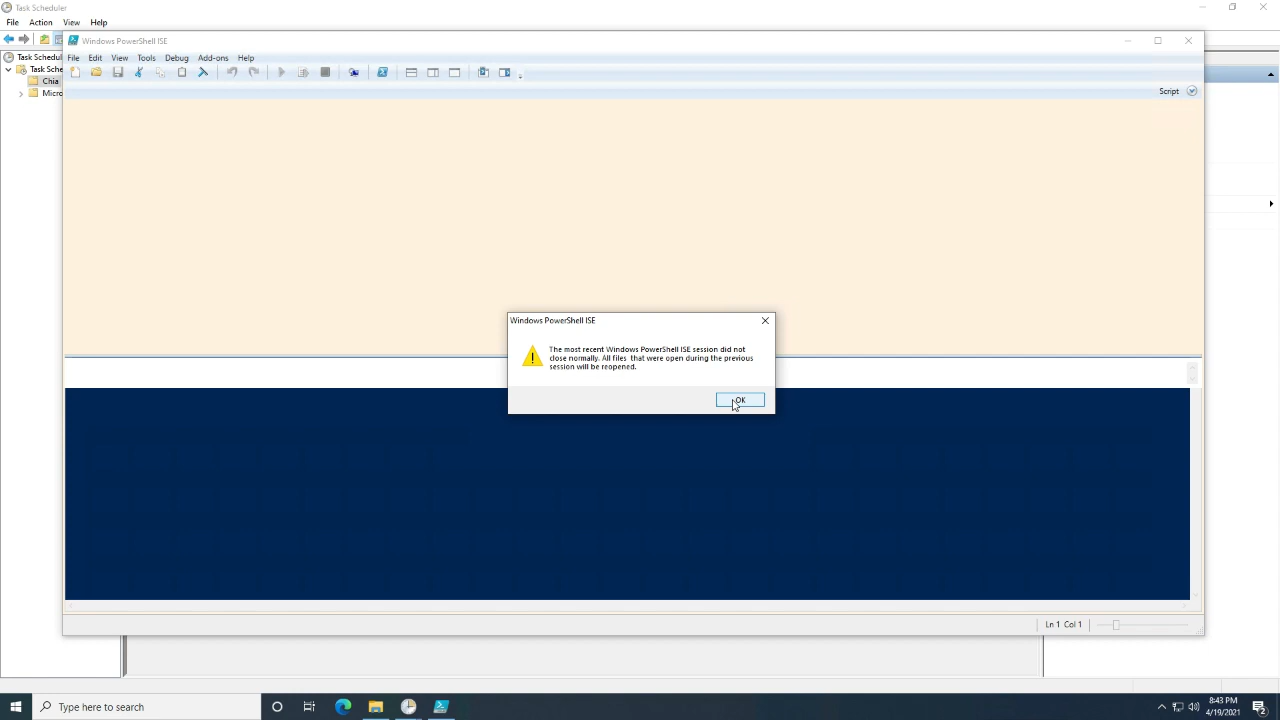 Task Scheduler
File Action View Help
Windows PowerShell ISE
Task Schedul
File Edit View Tools Debug Add-ons Help
Task Sche
Chia
Micro
Script
Windows PowerShell ISE
The most recent Windows PowerShell ISE session did not
close normally. All files that were open during the previous
session will be reopened.
OK
Ln 1 Col 1
Type here to search
8:43 PM
4/19/2021
2